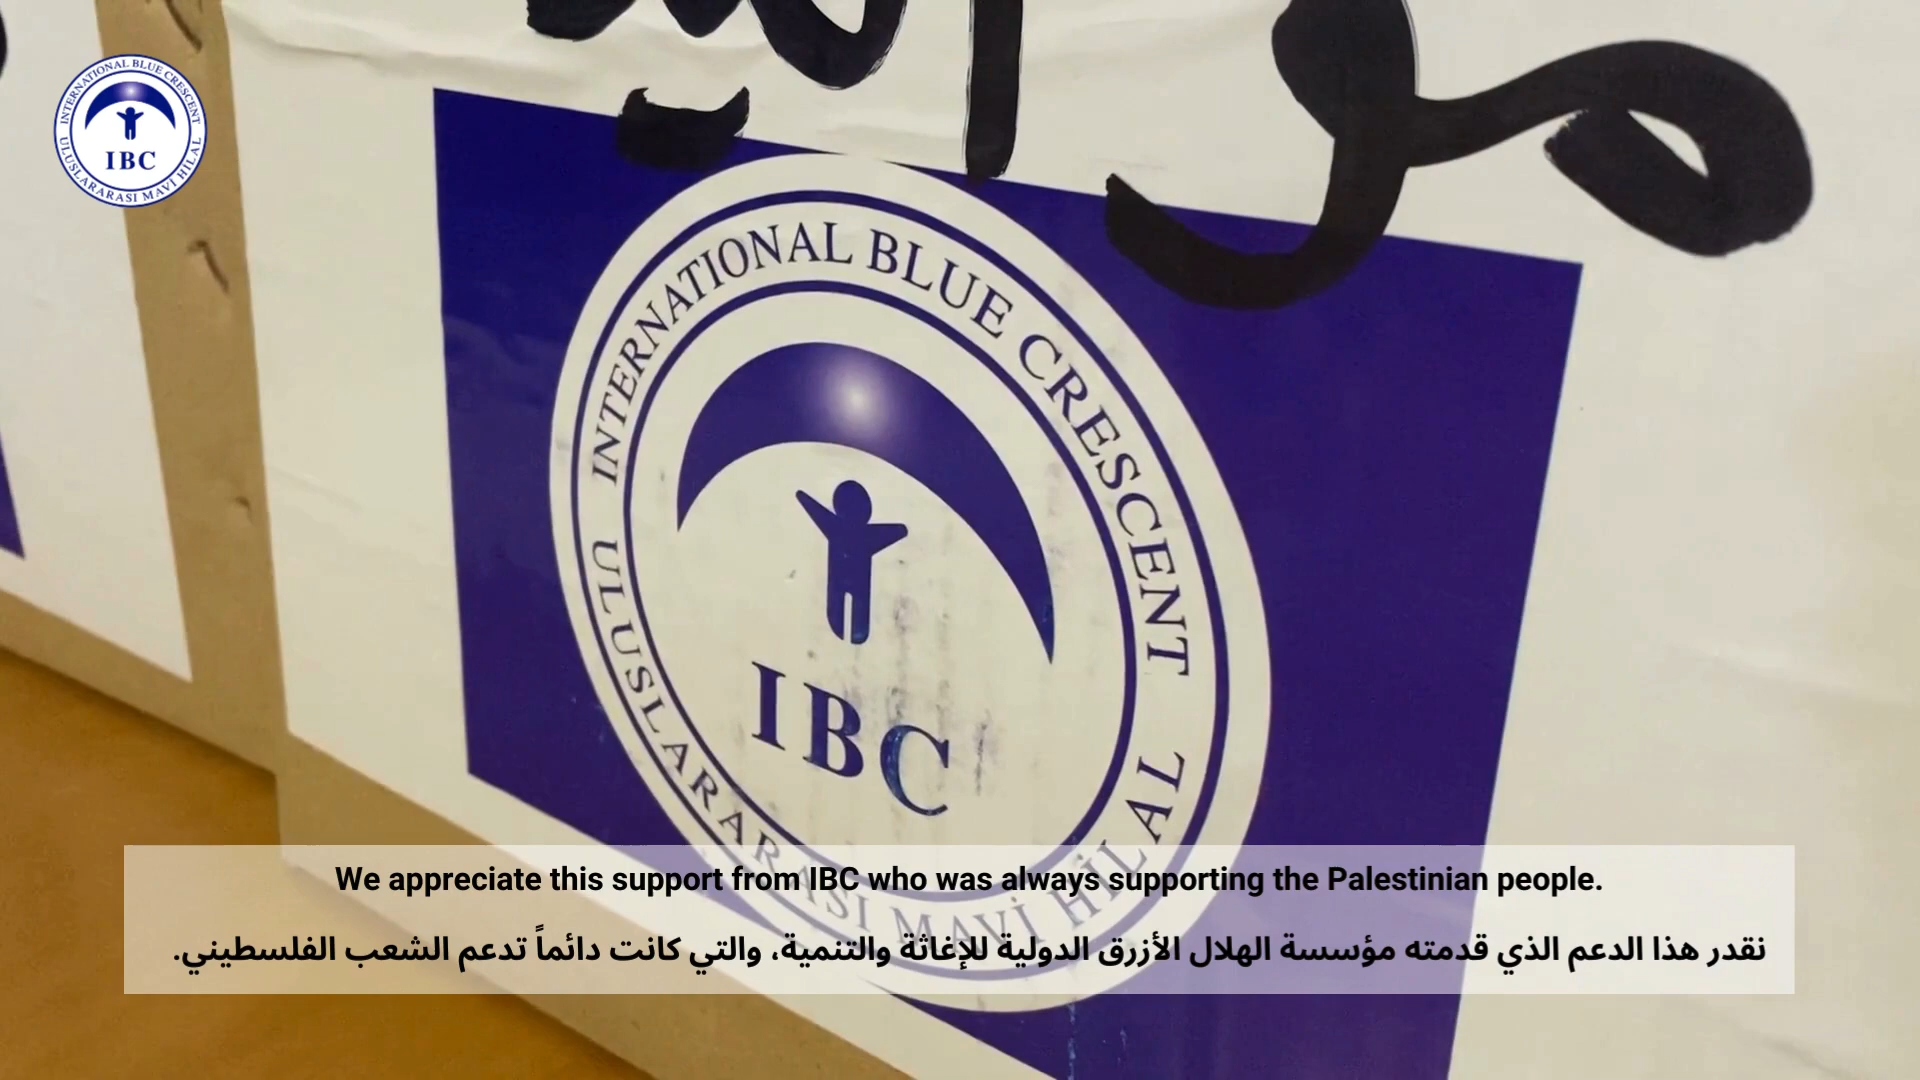 INTERNATIONAL BLUE CRESCENT
IBC
ULUSLARARASI MAVİ HİLAL
INTERNATIONAL BLUE CRESCENT
IBC
ULUSLARARASI MAVİ HİLAL
We appreciate this support from IBC who was always supporting the Palestinian people.
نقدر هذا الدعم الذي قدمته مؤسسة الهلال الأزرق الدولية للإغاثة والتنمية، والتي كانت دائماً تدعم الشعب الفلسطيني.